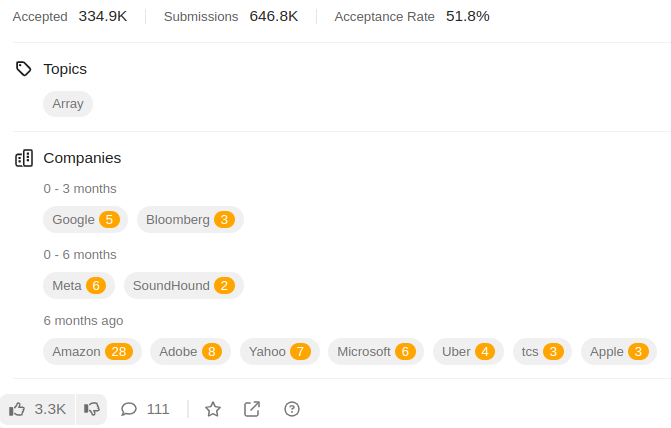 Accepted 334.9K Submissions 646.8K Acceptance Rate 51.8%
Topics
Array
Companies
0 - 3 months
Google 5 Bloomberg 3
0 - 6 months
Meta 6 SoundHound 2
6 months ago
Amazon 28 Adobe 8 Yahoo 7 Microsoft 6 Uber 4 tcs 3 Apple 3
3.3K 111